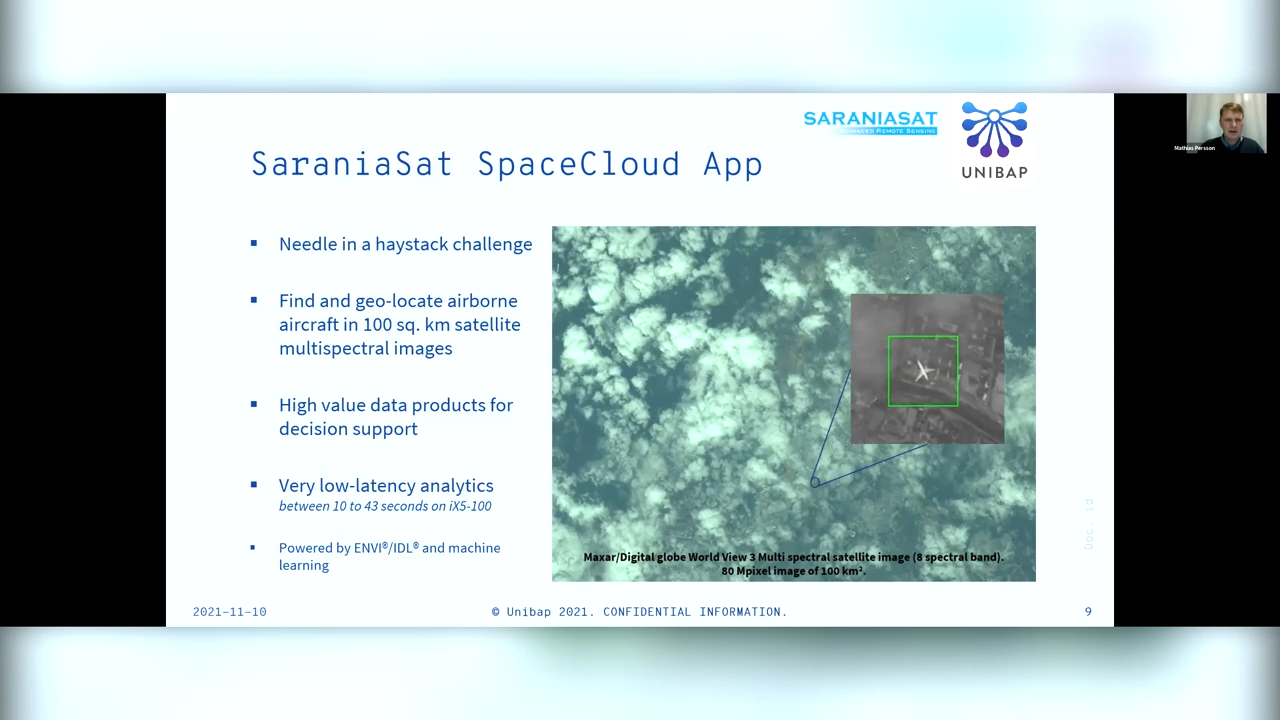 SARANIASAT
ADVANCED REMOTE SENSING
UNIBAP
Mathias Persson
SaraniaSat SpaceCloud App
▪ Needle in a haystack challenge
▪ Find and geo-locate airborne
aircraft in 100 sq. km satellite
multispectral images
▪ High value data products for
decision support
▪ Very low-latency analytics
between 10 to 43 seconds on iX5-100
▪ Powered by ENVI®/IDL® and machine
learning
Maxar/Digital globe World View 3 Multi spectral satellite image (8 spectral band).
80 Mpixel image of 100 km².
Doc. id
2021-11-10
© Unibap 2021. CONFIDENTIAL INFORMATION.
9